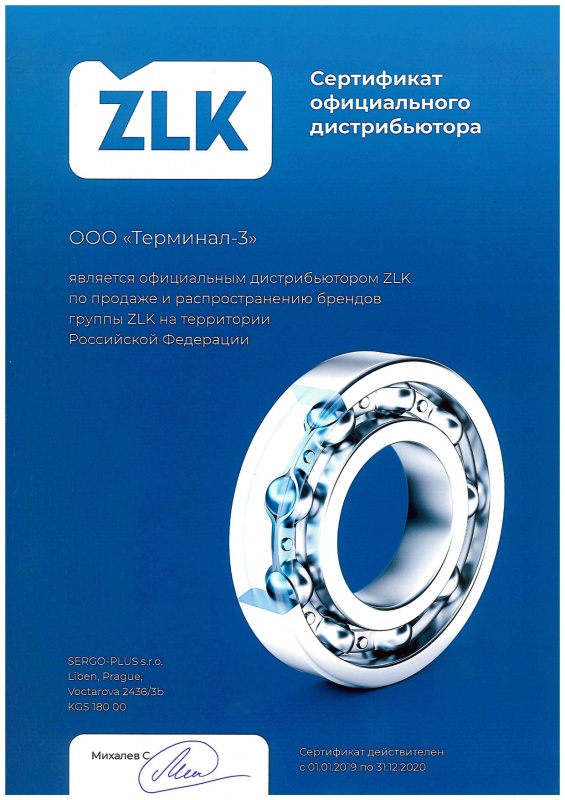 ZLK
Сертификат
официального
дистрибьютора
ООО «Терминал-3»
является официальным дистрибьютором ZLK
по продаже и распространению брендов
группы ZLK на территории
Российской Федерации
SERGO-PLUS s.r.o.
Liben, Prague,
Voctarova 2436/3b
KGS 180 00
Михалев С.
Сертификат действителен
с 01.01.2019 по 31.12.2020